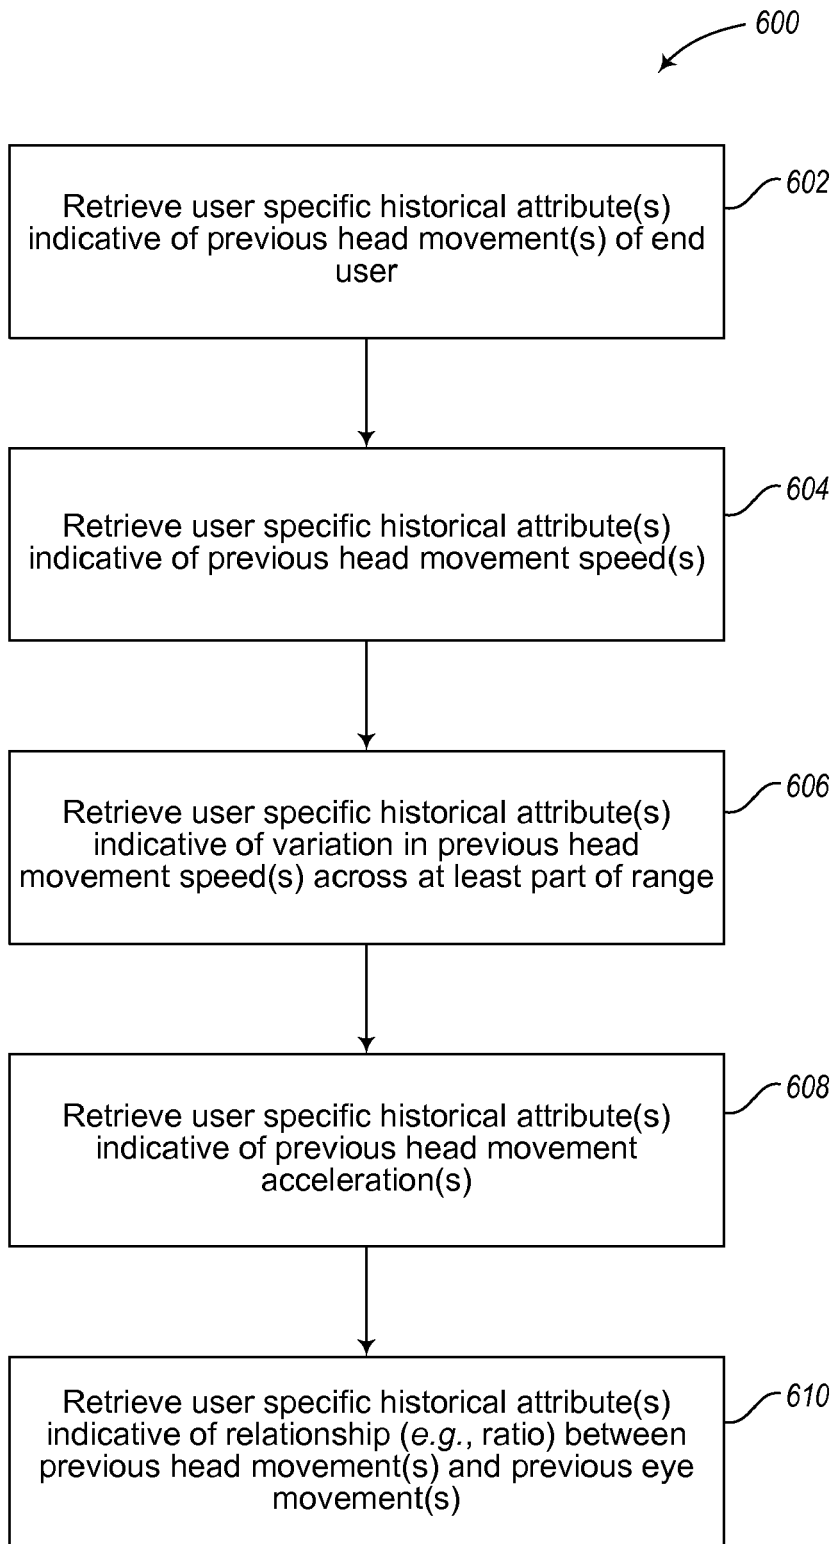 600
602
Retrieve user specific historical attribute(s)
indicative of previous head movement(s) of end
user
604
Retrieve user specific historical attribute(s)
indicative of previous head movement speed(s)
606
Retrieve user specific historical attribute(s)
indicative of variation in previous head
movement speed(s) across at least part of range
608
Retrieve user specific historical attribute(s)
indicative of previous head movement
acceleration(s)
610
Retrieve user specific historical attribute(s)
indicative of relationship (e.g., ratio) between
previous head movement(s) and previous eye
movement(s)